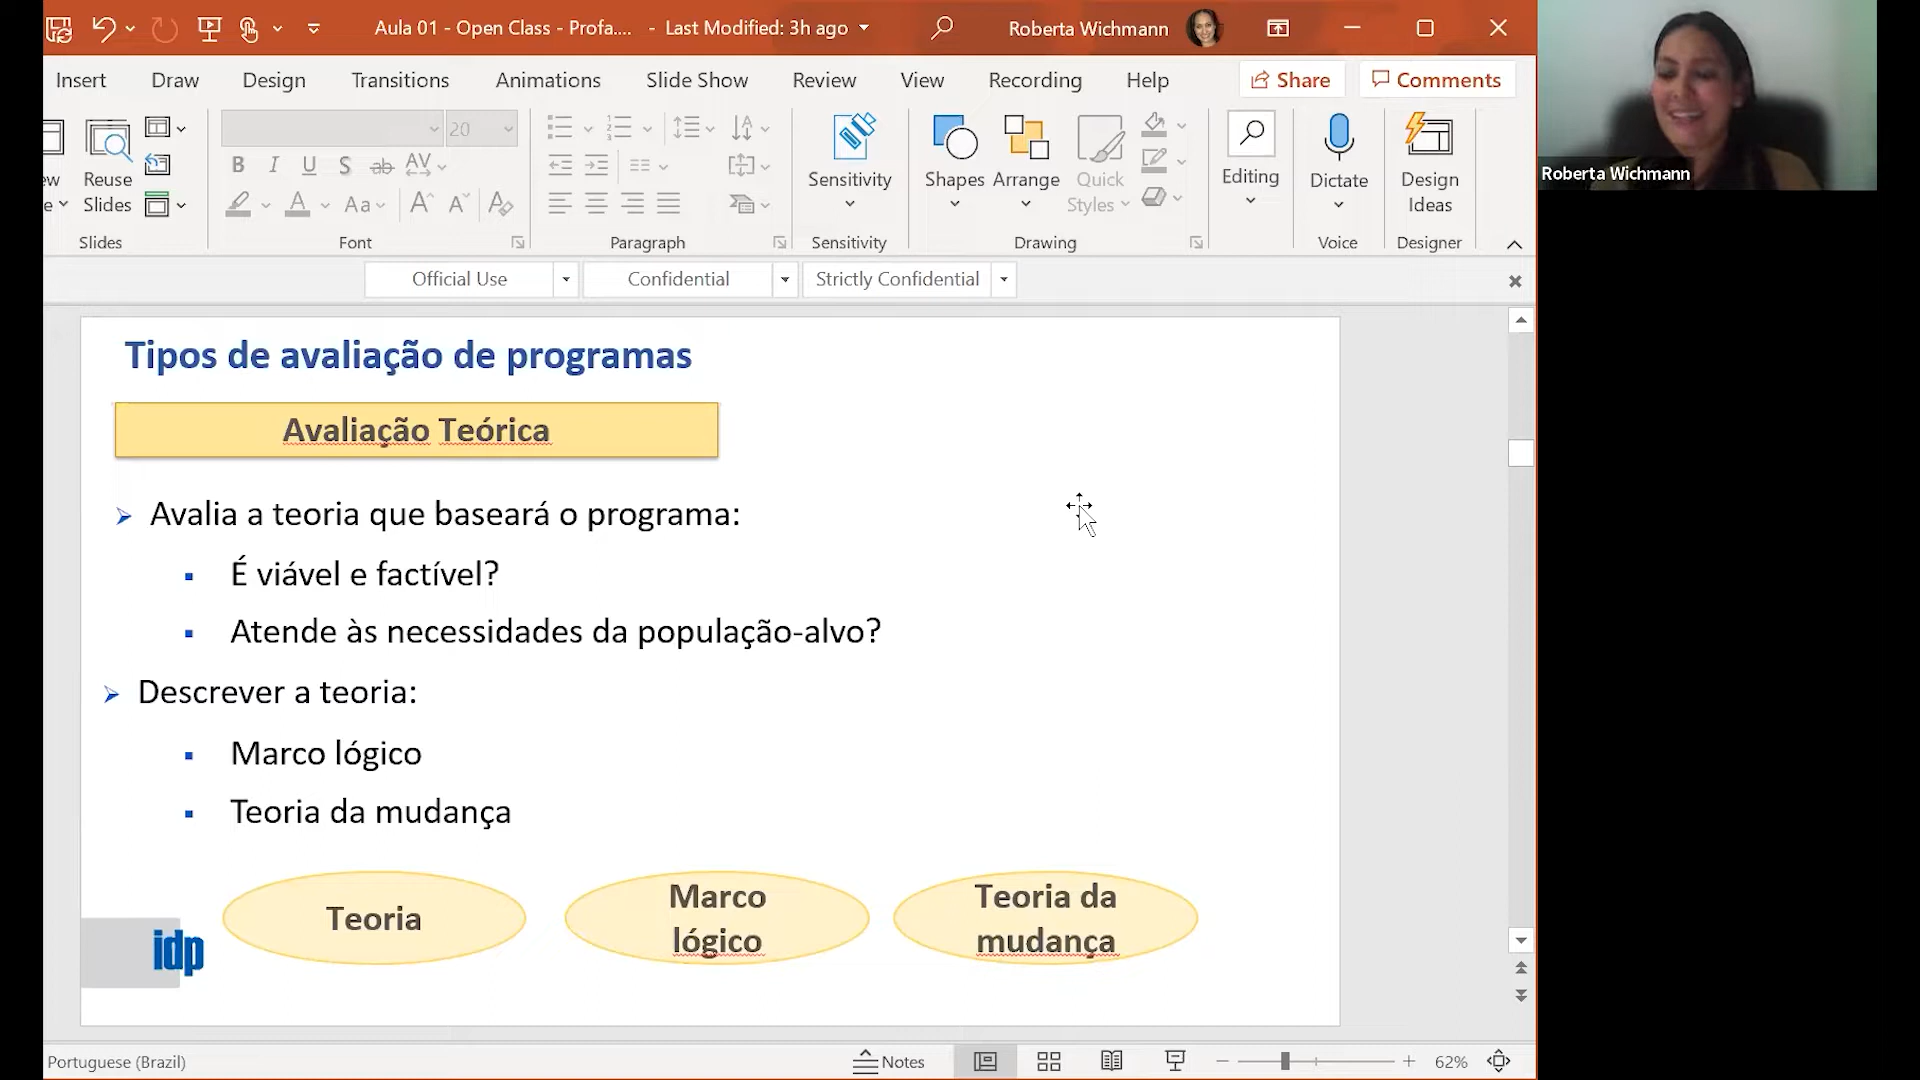 Aula 01 - Open Class - Profa.... - Last Modified: 3h ago
Roberta Wichmann
Insert Draw Design Transitions Animations Slide Show Review View Recording Help Share Comments
20
B I U S ab AV
Aa A A A
ew
e
Reuse
Slides
Sensitivity
Shapes
Arrange
Quick
Styles
Editing
Dictate
Design
Ideas
Slides Font Paragraph Sensitivity Drawing Voice Designer
Official Use Confidential Strictly Confidential
Roberta Wichmann
Tipos de avaliação de programas
Avaliação Teórica
Avalia a teoria que baseará o programa:
É viável e factível?
Atende às necessidades da população-alvo?
Descrever a teoria:
Marco lógico
Teoria da mudança
Teoria
Marco
lógico
Teoria da
mudança
idp
Portuguese (Brazil)
Notes
62%